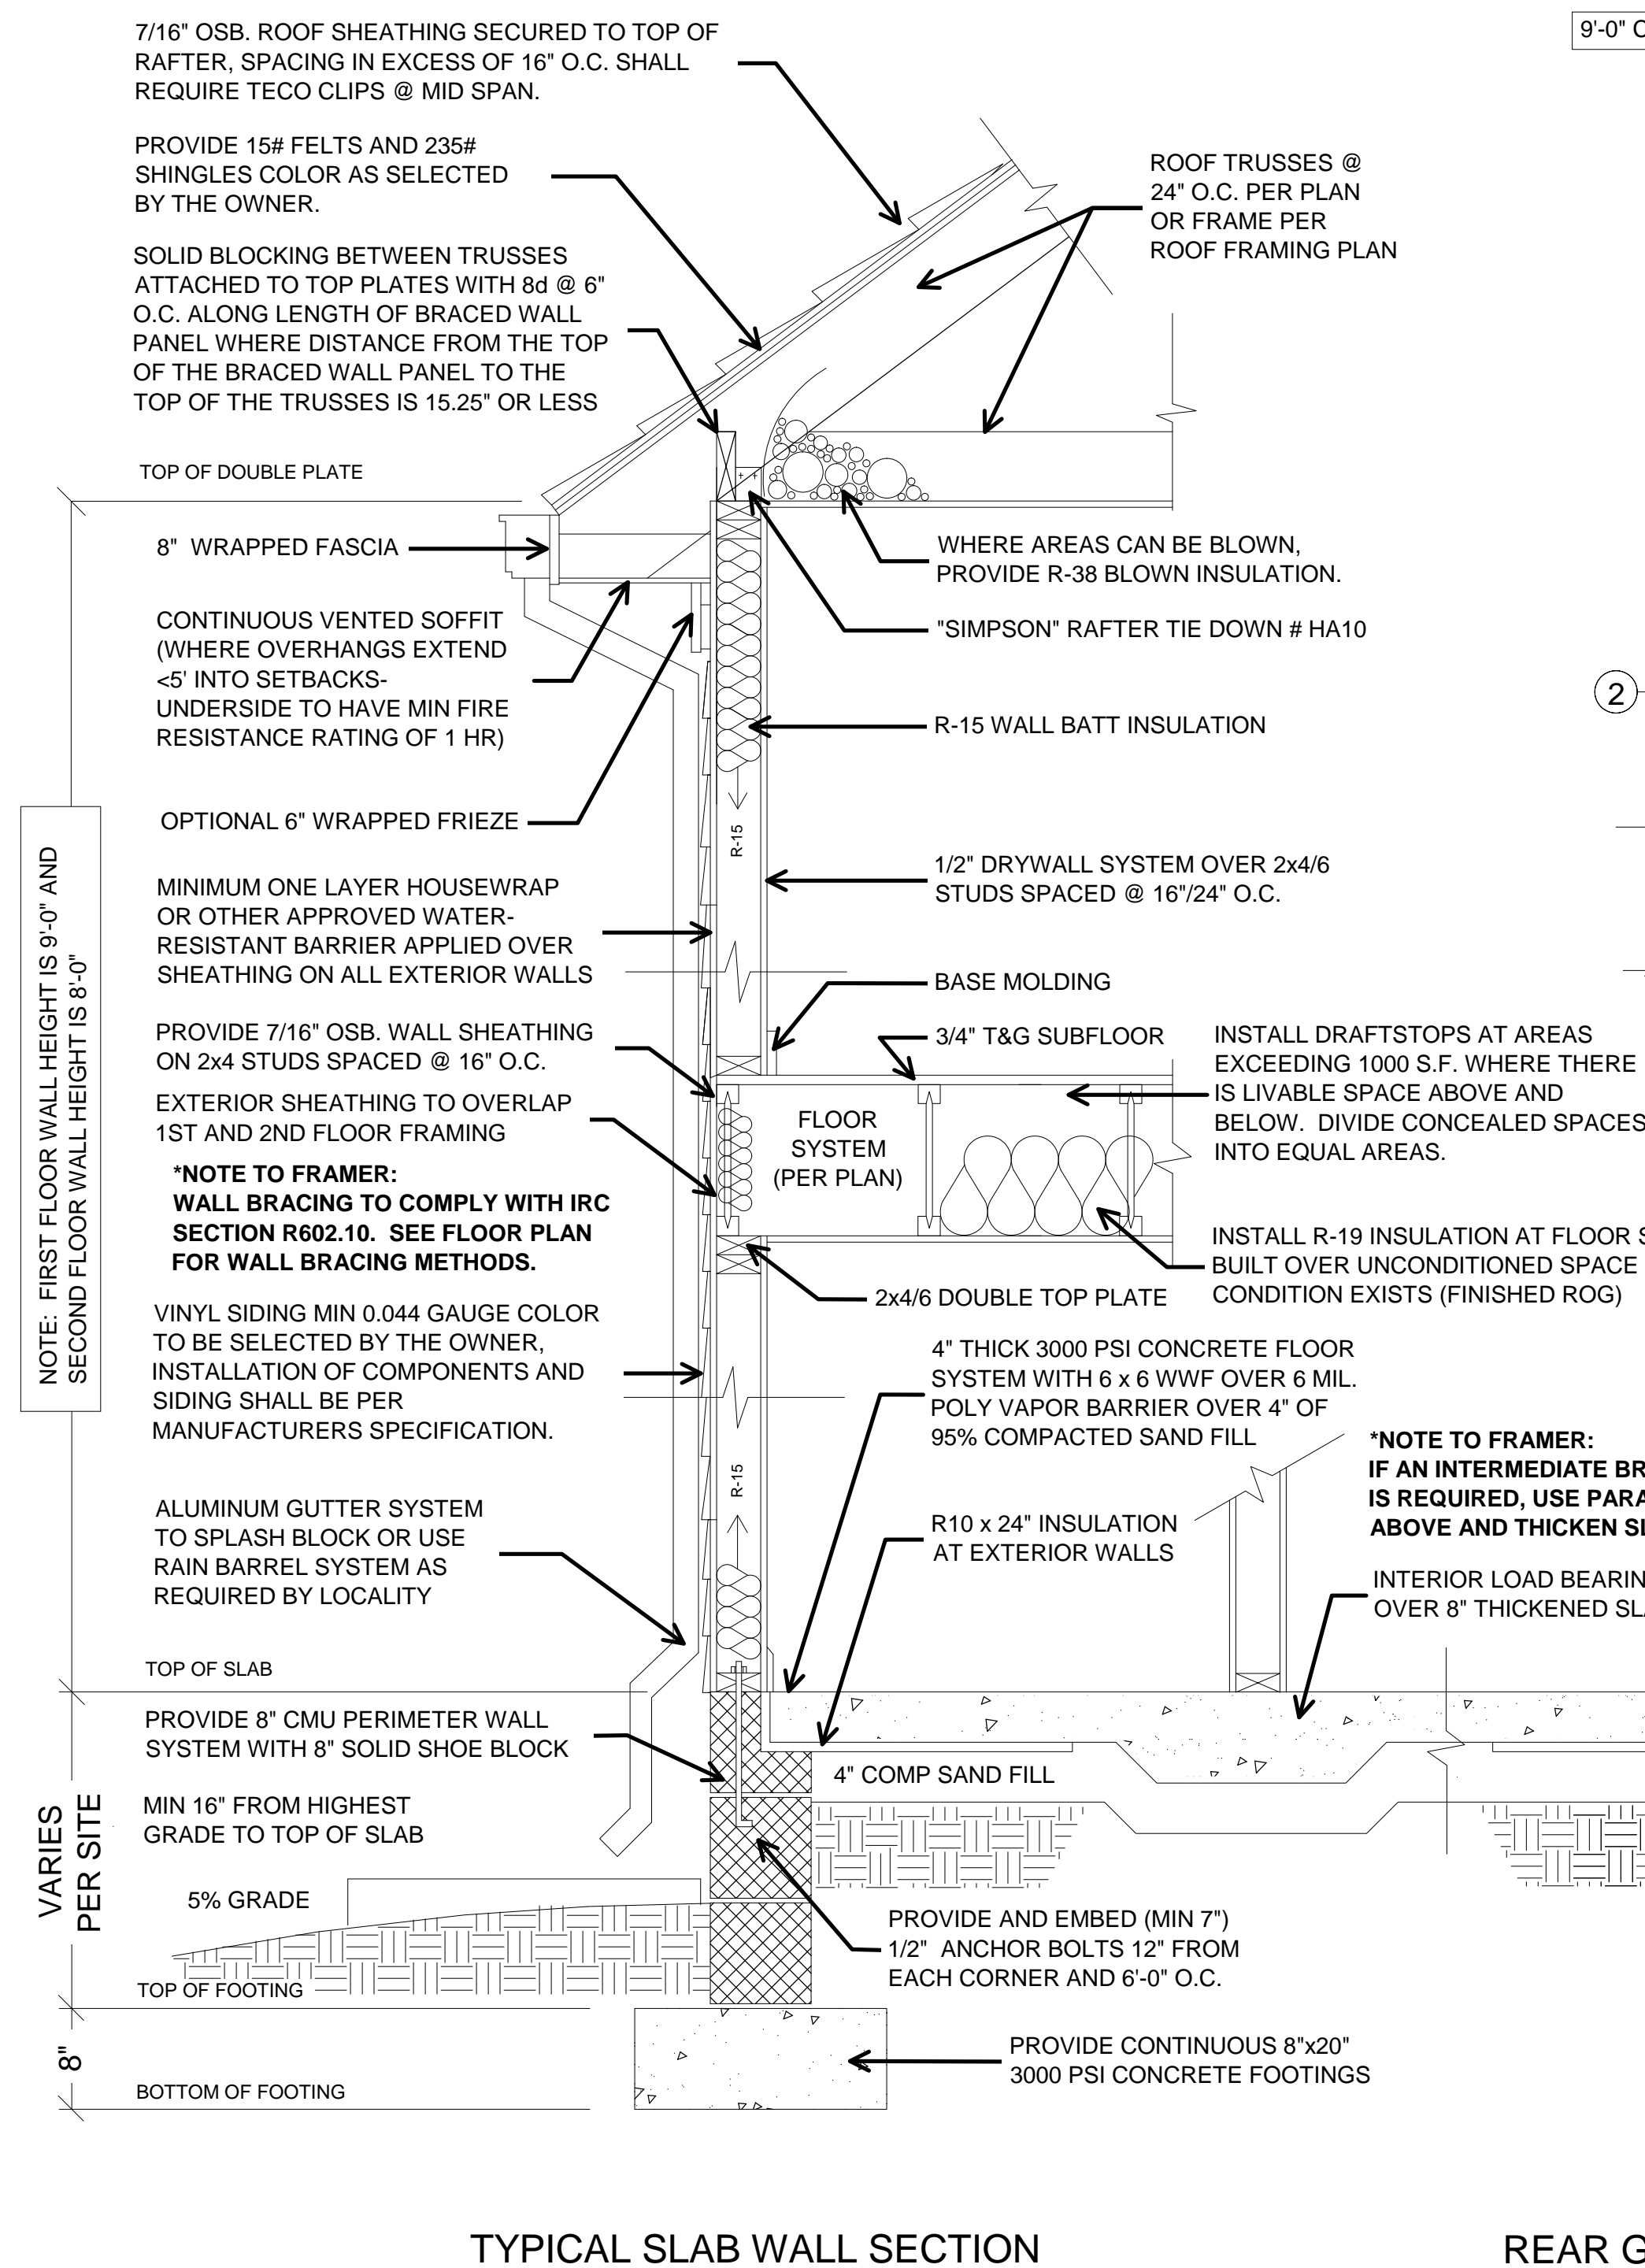 7/16" OSB. ROOF SHEATHING SECURED TO TOP OF
RAFTER, SPACING IN EXCESS OF 16" O.C. SHALL
REQUIRE TECO CLIPS @ MID SPAN.
9'-0" C
PROVIDE 15# FELTS AND 235#
SHINGLES COLOR AS SELECTED
BY THE OWNER.
ROOF TRUSSES @
24" O.C. PER PLAN
OR FRAME PER
ROOF FRAMING PLAN
SOLID BLOCKING BETWEEN TRUSSES
ATTACHED TO TOP PLATES WITH 8d @ 6"
O.C. ALONG LENGTH OF BRACED WALL
PANEL WHERE DISTANCE FROM THE TOP
OF THE BRACED WALL PANEL TO THE
TOP OF THE TRUSSES IS 15.25" OR LESS
TOP OF DOUBLE PLATE
8" WRAPPED FASCIA
WHERE AREAS CAN BE BLOWN,
PROVIDE R-38 BLOWN INSULATION.
CONTINUOUS VENTED SOFFIT
(WHERE OVERHANGS EXTEND
<5' INTO SETBACKS-
UNDERSIDE TO HAVE MIN FIRE
RESISTANCE RATING OF 1 HR)
"SIMPSON" RAFTER TIE DOWN # HA10
2
R-15 WALL BATT INSULATION
OPTIONAL 6" WRAPPED FRIEZE
R-15
NOTE: FIRST FLOOR WALL HEIGHT IS 9'-0" AND
SECOND FLOOR WALL HEIGHT IS 8'-0"
1/2" DRYWALL SYSTEM OVER 2x4/6
STUDS SPACED @ 16"/24" O.C.
MINIMUM ONE LAYER HOUSEWRAP
OR OTHER APPROVED WATER-
RESISTANT BARRIER APPLIED OVER
SHEATHING ON ALL EXTERIOR WALLS
BASE MOLDING
PROVIDE 7/16" OSB. WALL SHEATHING
ON 2x4 STUDS SPACED @ 16" O.C.
3/4" T&G SUBFLOOR
INSTALL DRAFTSTOPS AT AREAS
EXCEEDING 1000 S.F. WHERE THERE
IS LIVABLE SPACE ABOVE AND
BELOW. DIVIDE CONCEALED SPACES
INTO EQUAL AREAS.
EXTERIOR SHEATHING TO OVERLAP
1ST AND 2ND FLOOR FRAMING
FLOOR
SYSTEM
(PER PLAN)
*NOTE TO FRAMER:
WALL BRACING TO COMPLY WITH IRC
SECTION R602.10. SEE FLOOR PLAN
FOR WALL BRACING METHODS.
INSTALL R-19 INSULATION AT FLOOR S
BUILT OVER UNCONDITIONED SPACE
CONDITION EXISTS (FINISHED ROG)
2x4/6 DOUBLE TOP PLATE
VINYL SIDING MIN 0.044 GAUGE COLOR
TO BE SELECTED BY THE OWNER,
INSTALLATION OF COMPONENTS AND
SIDING SHALL BE PER
MANUFACTURERS SPECIFICATION.
4" THICK 3000 PSI CONCRETE FLOOR
SYSTEM WITH 6 x 6 WWF OVER 6 MIL.
POLY VAPOR BARRIER OVER 4" OF
95% COMPACTED SAND FILL
*NOTE TO FRAMER:
IF AN INTERMEDIATE BR
IS REQUIRED, USE PARA
ABOVE AND THICKEN SL
R-15
ALUMINUM GUTTER SYSTEM
TO SPLASH BLOCK OR USE
RAIN BARREL SYSTEM AS
REQUIRED BY LOCALITY
R10 x 24" INSULATION
AT EXTERIOR WALLS
INTERIOR LOAD BEARIN
OVER 8" THICKENED SLA
TOP OF SLAB
PROVIDE 8" CMU PERIMETER WALL
SYSTEM WITH 8" SOLID SHOE BLOCK
4" COMP SAND FILL
MIN 16" FROM HIGHEST
GRADE TO TOP OF SLAB
VARIES
PER SITE
5% GRADE
PROVIDE AND EMBED (MIN 7")
1/2" ANCHOR BOLTS 12" FROM
EACH CORNER AND 6'-0" O.C.
TOP OF FOOTING
8"
PROVIDE CONTINUOUS 8"x20"
3000 PSI CONCRETE FOOTINGS
BOTTOM OF FOOTING
TYPICAL SLAB WALL SECTION
REAR G